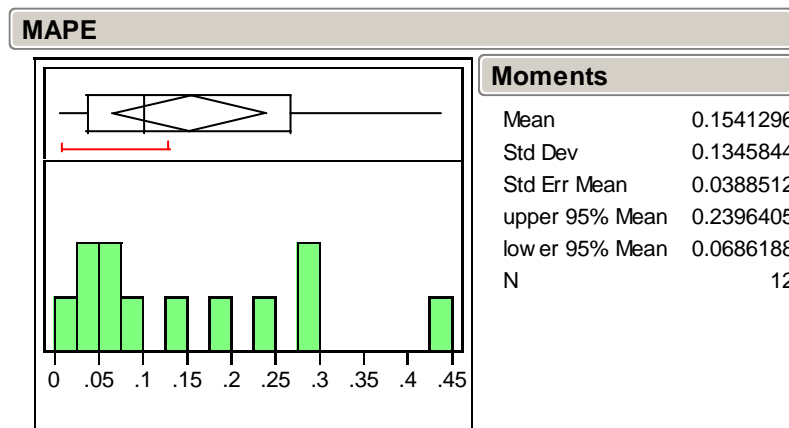 MAPE
Moments
Mean 0.1541296
Std Dev 0.1345844
Std Err Mean 0.0388512
upper 95% Mean 0.2396405
low er 95% Mean 0.0686188
N 12
0 .05 .1 .15 .2 .25 .3 .35 .4 .45